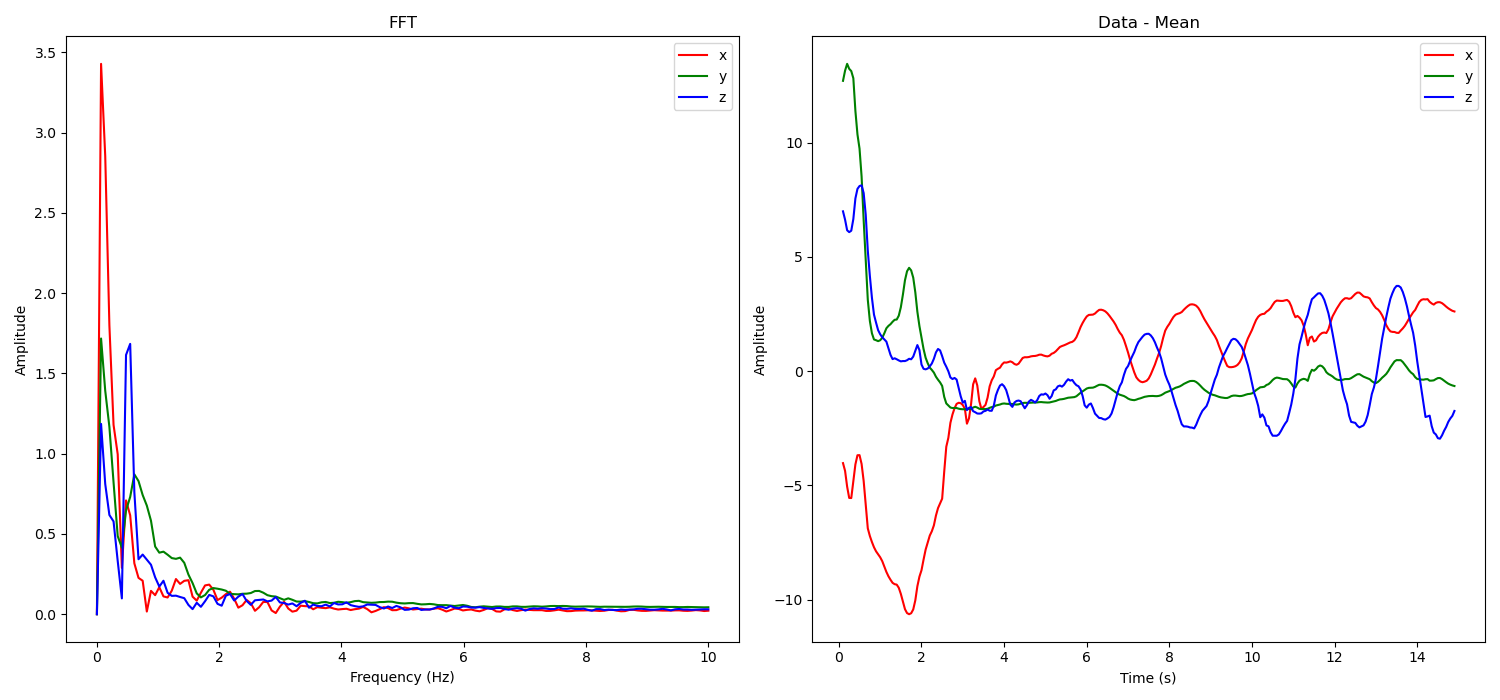 FFT
3.5
3.0
2.5
2.0
1.5
1.0
0.5
0.0
Amplitude
0 2 4 6 8 10
Frequency (Hz)
x
y
z
Data - Mean
10
5
0
−5
−10
Amplitude
0 2 4 6 8 10 12 14
Time (s)
x
y
z